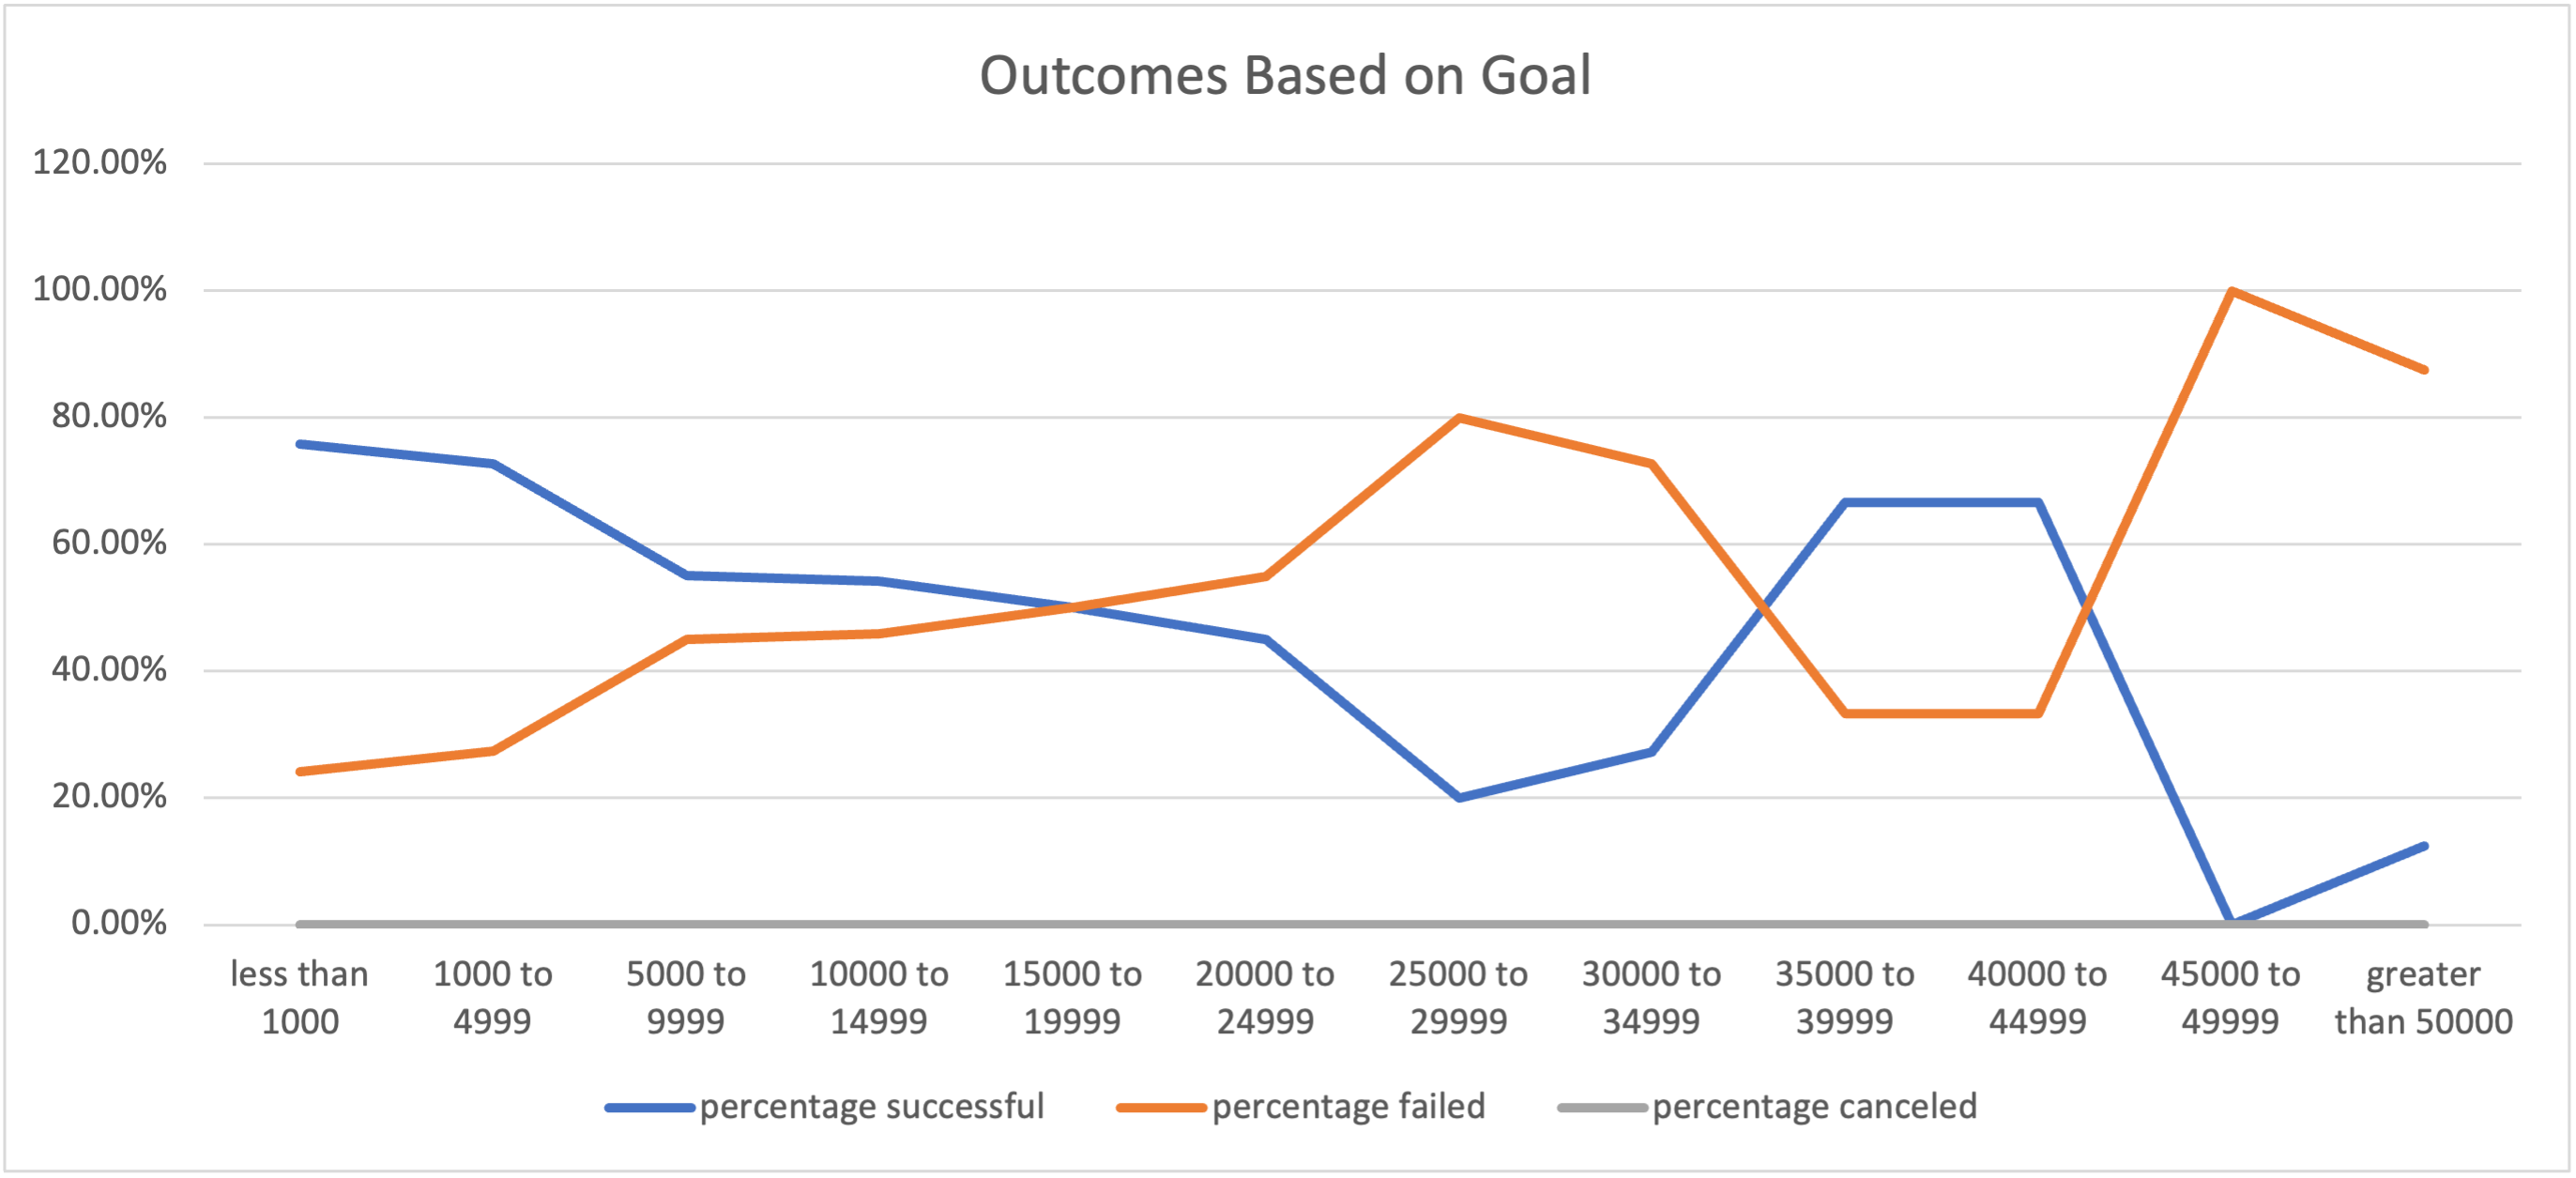 Outcomes Based on Goal
120.00%
100.00%
80.00%
60.00%
40.00%
20.00%
0.00%
less than
1000
1000 to
4999
5000 to
9999
10000 to
14999
15000 to
19999
20000 to
24999
25000 to
29999
30000 to
34999
35000 to
39999
40000 to
44999
45000 to
49999
greater
than 50000
percentage successful
percentage failed
percentage canceled